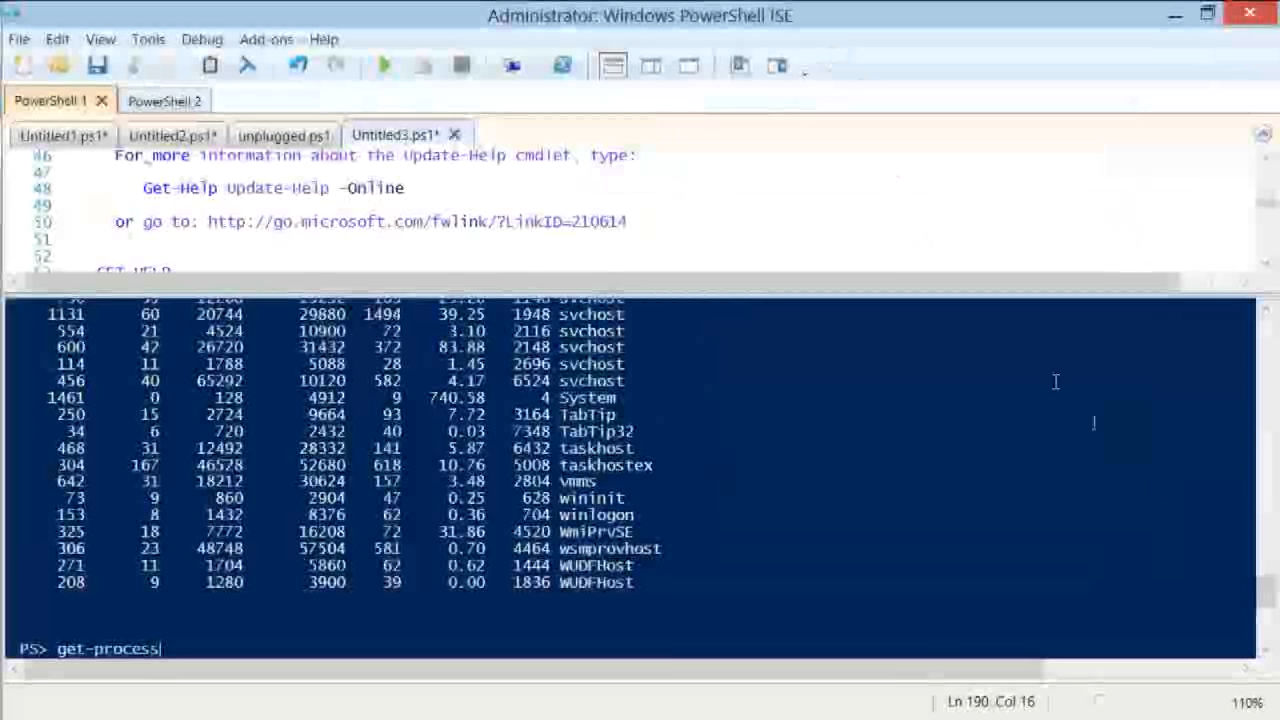 Administrator: Windows PowerShell ISE
File Edit View Tools Debug Add-ons Help
PowerShell 1 PowerShell 2
Untitled1.ps1* Untitled2.ps1* unplugged.ps1 Untitled3.ps1*
46 For more information about the Update-Help cmdlet, type:
47
48 Get-Help Update-Help -Online
49
50 or go to: http://go.microsoft.com/fwlink/?LinkID=210614
51
52
GET-HELP
svchost
1131 60 20744 29880 1494 39.25 1948 svchost
554 21 4524 10900 72 3.10 2116 svchost
600 42 26720 31432 372 83.88 2148 svchost
114 11 1788 5088 28 1.45 2696 svchost
456 40 65292 10120 582 4.17 6524 svchost
1461 0 128 4912 9 740.58 4 System
250 15 2724 9664 93 7.72 3164 TabTip
34 6 720 2432 40 0.03 7348 TabTip32
468 31 12492 28332 141 5.87 6432 taskhost
304 167 46528 52680 618 10.76 5008 taskhostex
642 31 18212 30624 157 3.48 2804 vmms
73 9 860 2904 47 0.25 628 wininit
153 8 1432 8376 62 0.36 704 winlogon
325 18 7772 16208 72 31.86 4520 WmiPrvSE
306 23 48748 57504 581 0.70 4464 wsmprovhost
271 11 1704 5860 62 0.62 1444 WUDFHost
208 9 1280 3900 39 0.00 1836 WUDFHost
PS> get-process
Ln 190 Col 16 110%